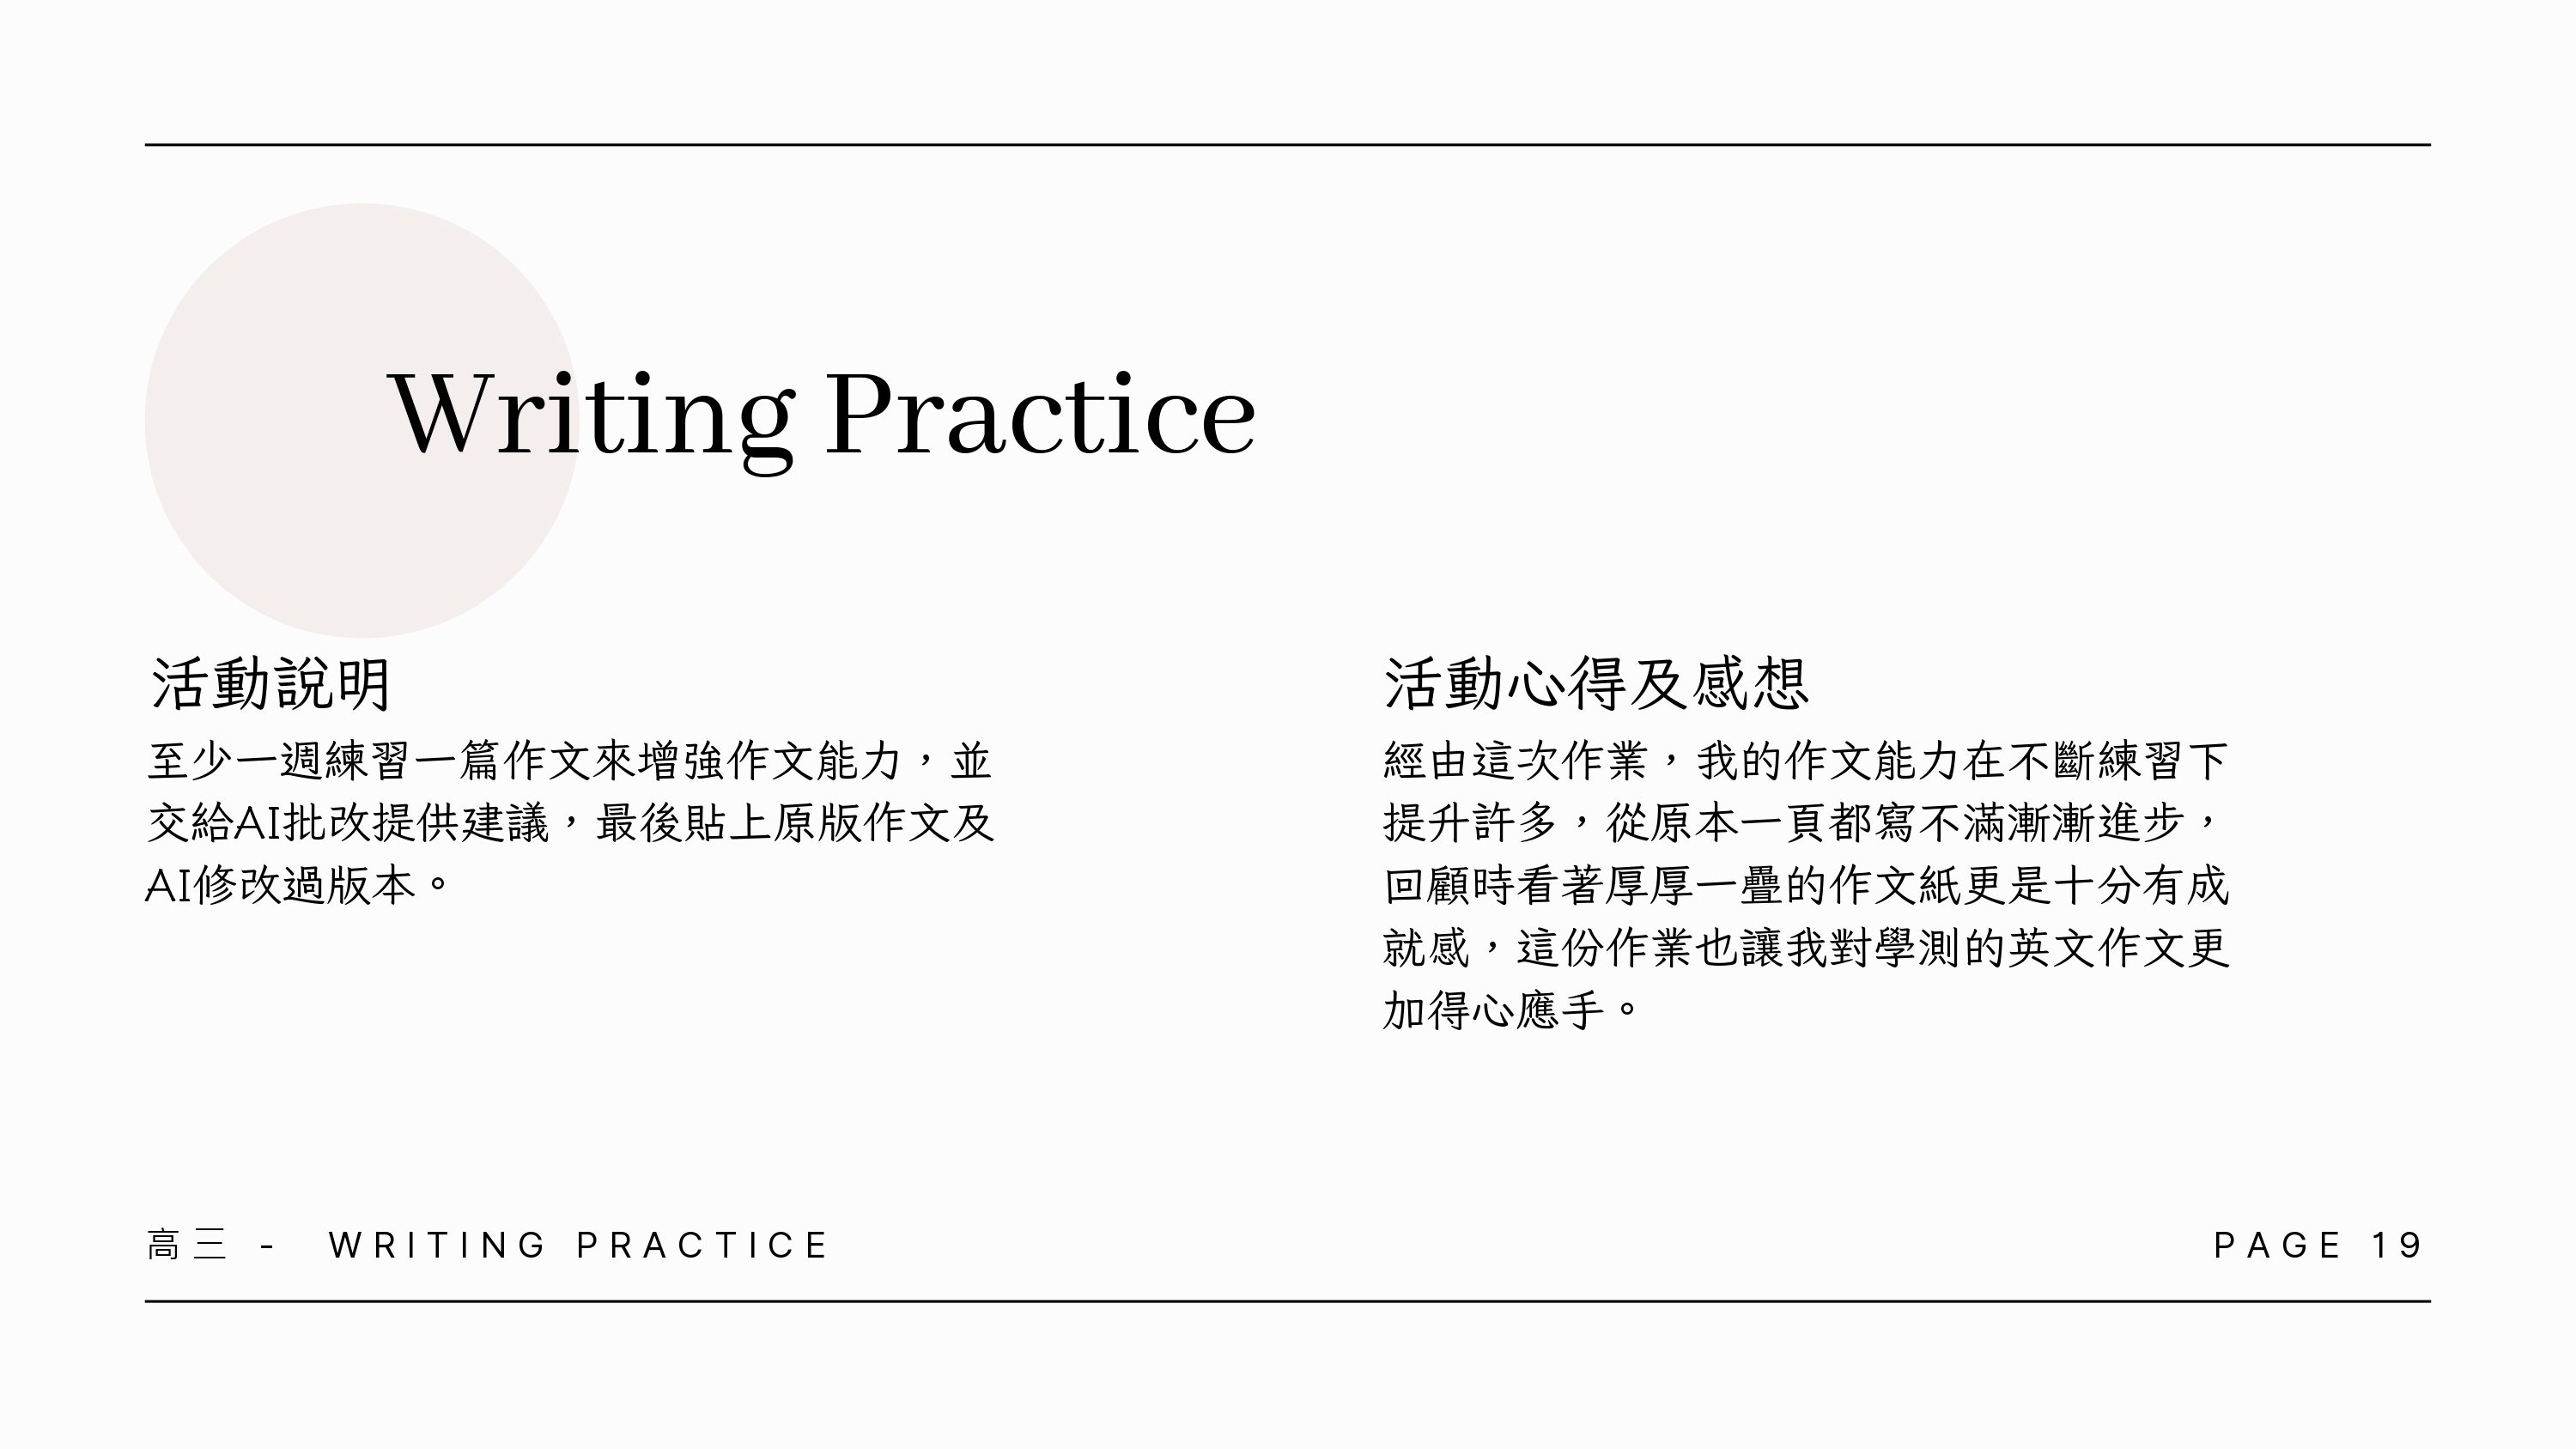 Writing Practice
活動說明
至少一週練習一篇作文來增強作文能力，並
交給AI批改提供建議，最後貼上原版作文及
AI修改過版本。
活動心得及感想
經由這次作業，我的作文能力在不斷練習下
提升許多，從原本一頁都寫不滿漸漸進步，
回顧時看著厚厚一疊的作文紙更是十分有成
就感，這份作業也讓我對學測的英文作文更
加得心應手。
高三 - WRITING PRACTICE
PAGE 19